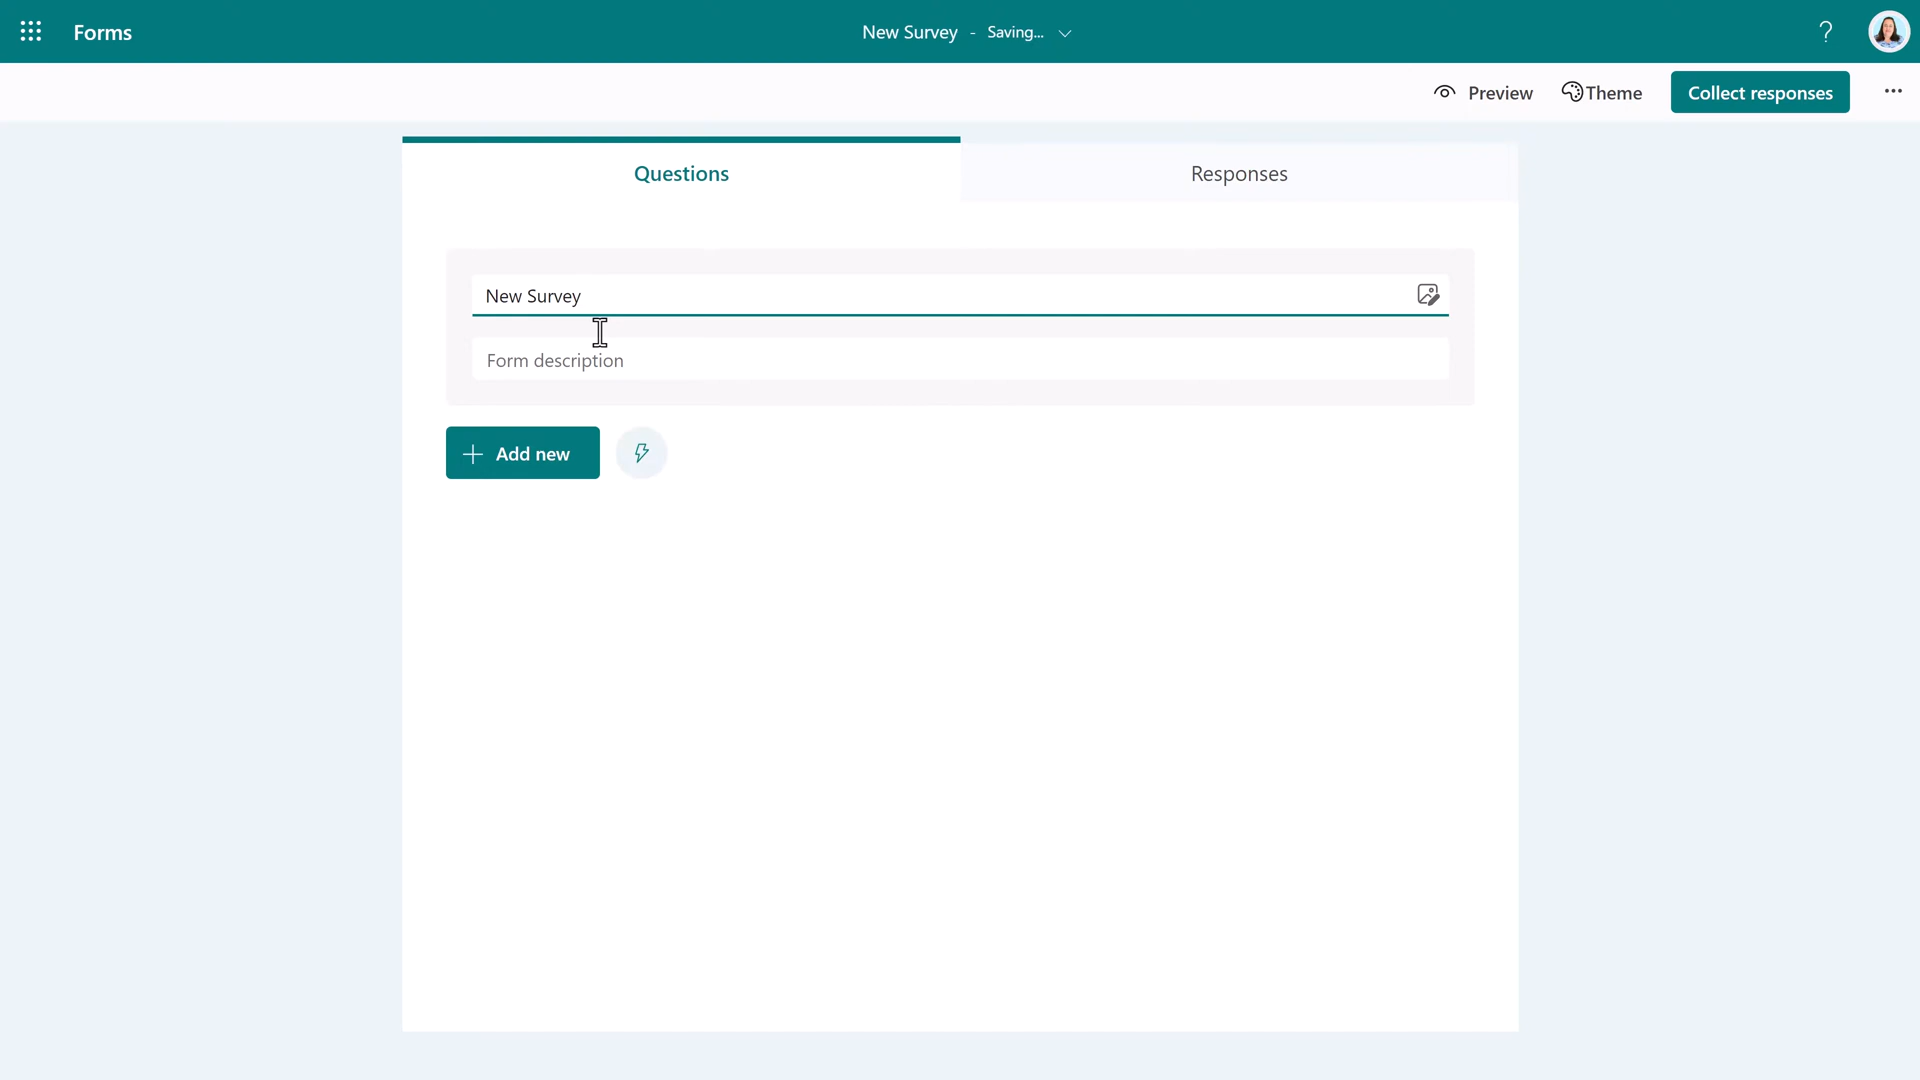 Forms
New Survey - Saving...
?
Preview
Theme
Collect responses
...
Questions
Responses
New Survey
Form description
+ Add new